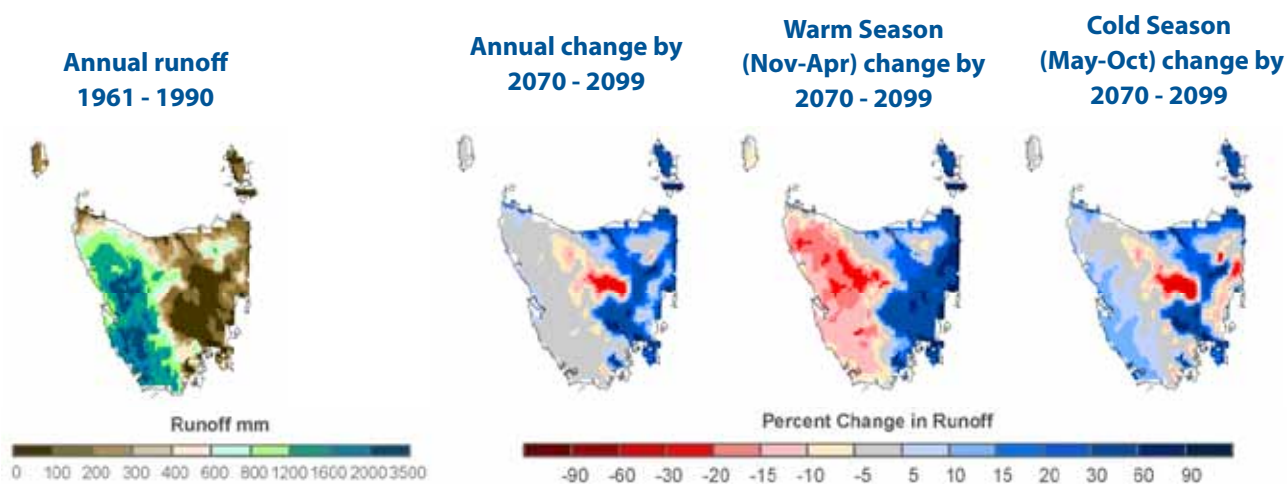 Annual runoff
1961 - 1990
Annual change by
2070 - 2099
Warm Season
(Nov-Apr) change by
2070 - 2099
Cold Season
(May-Oct) change by
2070 - 2099
Runoff mm
0 100 200 300 400 600 800 1200 1600 2000 3500
Percent Change in Runoff
-90 -60 -30 -20 -15 -10 -5 5 10 15 20 30 60 90